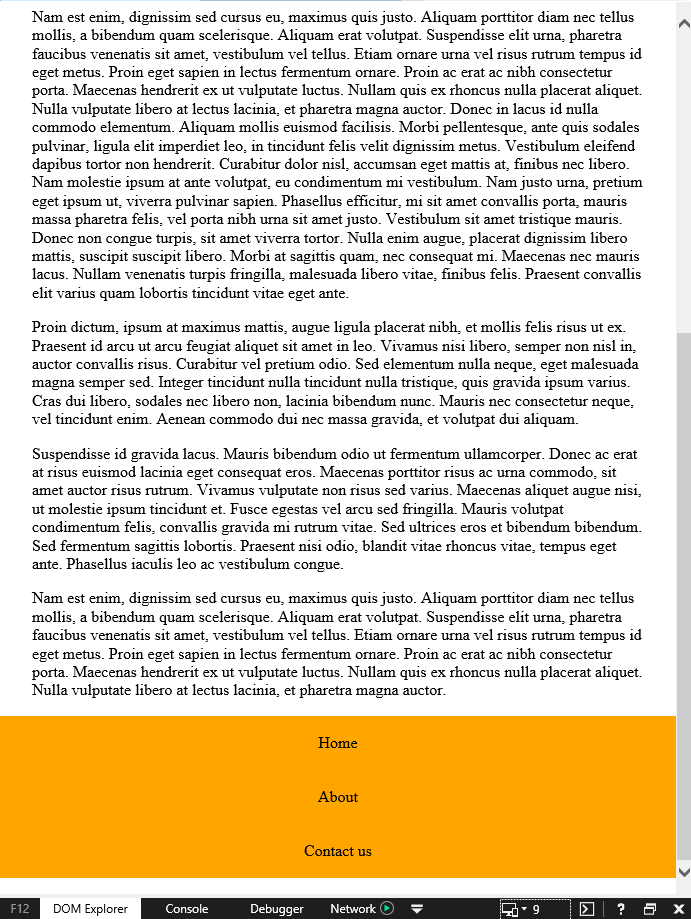 Nam est enim, dignissim sed cursus eu, maximus quis justo. Aliquam porttitor diam nec tellus
mollis, a bibendum quam scelerisque. Aliquam erat volutpat. Suspendisse elit urna, pharetra
faucibus venenatis sit amet, vestibulum vel tellus. Etiam ornare urna vel risus rutrum tempus id
eget metus. Proin eget sapien in lectus fermentum ornare. Proin ac erat ac nibh consectetur
porta. Maecenas hendrerit ex ut vulputate luctus. Nullam quis ex rhoncus nulla placerat aliquet.
Nulla vulputate libero at lectus lacinia, et pharetra magna auctor. Donec in lacus id nulla
commodo elementum. Aliquam mollis euismod facilisis. Morbi pellentesque, ante quis sodales
pulvinar, ligula elit imperdiet leo, in tincidunt felis velit dignissim metus. Vestibulum eleifend
dapibus tortor non hendrerit. Curabitur dolor nisl, accumsan eget mattis at, finibus nec libero.
Nam molestie ipsum at ante volutpat, eu condimentum mi vestibulum. Nam justo urna, pretium
eget ipsum ut, viverra pulvinar sapien. Phasellus efficitur, mi sit amet convallis porta, mauris
massa pharetra felis, vel porta nibh urna sit amet justo. Vestibulum sit amet tristique mauris.
Donec non congue turpis, sit amet viverra tortor. Nulla enim augue, placerat dignissim libero
mattis, suscipit suscipit libero. Morbi at sagittis quam, nec consequat mi. Maecenas nec mauris
lacus. Nullam venenatis turpis fringilla, malesuada libero vitae, finibus felis. Praesent convallis
elit varius quam lobortis tincidunt vitae eget ante.
Proin dictum, ipsum at maximus mattis, augue ligula placerat nibh, et mollis felis risus ut ex.
Praesent id arcu ut arcu feugiat aliquet sit amet in leo. Vivamus nisi libero, semper non nisl in,
auctor convallis risus. Curabitur vel pretium odio. Sed elementum nulla neque, eget malesuada
magna semper sed. Integer tincidunt nulla tincidunt nulla tristique, quis gravida ipsum varius.
Cras dui libero, sodales nec libero non, lacinia bibendum nunc. Mauris nec consectetur neque,
vel tincidunt enim. Aenean commodo dui nec massa gravida, et volutpat dui aliquam.
Suspendisse id gravida lacus. Mauris bibendum odio ut fermentum ullamcorper. Donec ac erat
at risus euismod lacinia eget consequat eros. Maecenas porttitor risus ac urna commodo, sit
amet auctor risus rutrum. Vivamus vulputate non risus sed varius. Maecenas aliquet augue nisi,
ut molestie ipsum tincidunt et. Fusce egestas vel arcu sed fringilla. Mauris volutpat
condimentum felis, convallis gravida mi rutrum vitae. Sed ultrices eros et bibendum bibendum.
Sed fermentum sagittis lobortis. Praesent nisi odio, blandit vitae rhoncus vitae, tempus eget
ante. Phasellus iaculis leo ac vestibulum congue.
Nam est enim, dignissim sed cursus eu, maximus quis justo. Aliquam porttitor diam nec tellus
mollis, a bibendum quam scelerisque. Aliquam erat volutpat. Suspendisse elit urna, pharetra
faucibus venenatis sit amet, vestibulum vel tellus. Etiam ornare urna vel risus rutrum tempus id
eget metus. Proin eget sapien in lectus fermentum ornare. Proin ac erat ac nibh consectetur
porta. Maecenas hendrerit ex ut vulputate luctus. Nullam quis ex rhoncus nulla placerat aliquet.
Nulla vulputate libero at lectus lacinia, et pharetra magna auctor.
Home
About
Contact us
F12 DOM Explorer Console Debugger Network 9 ?